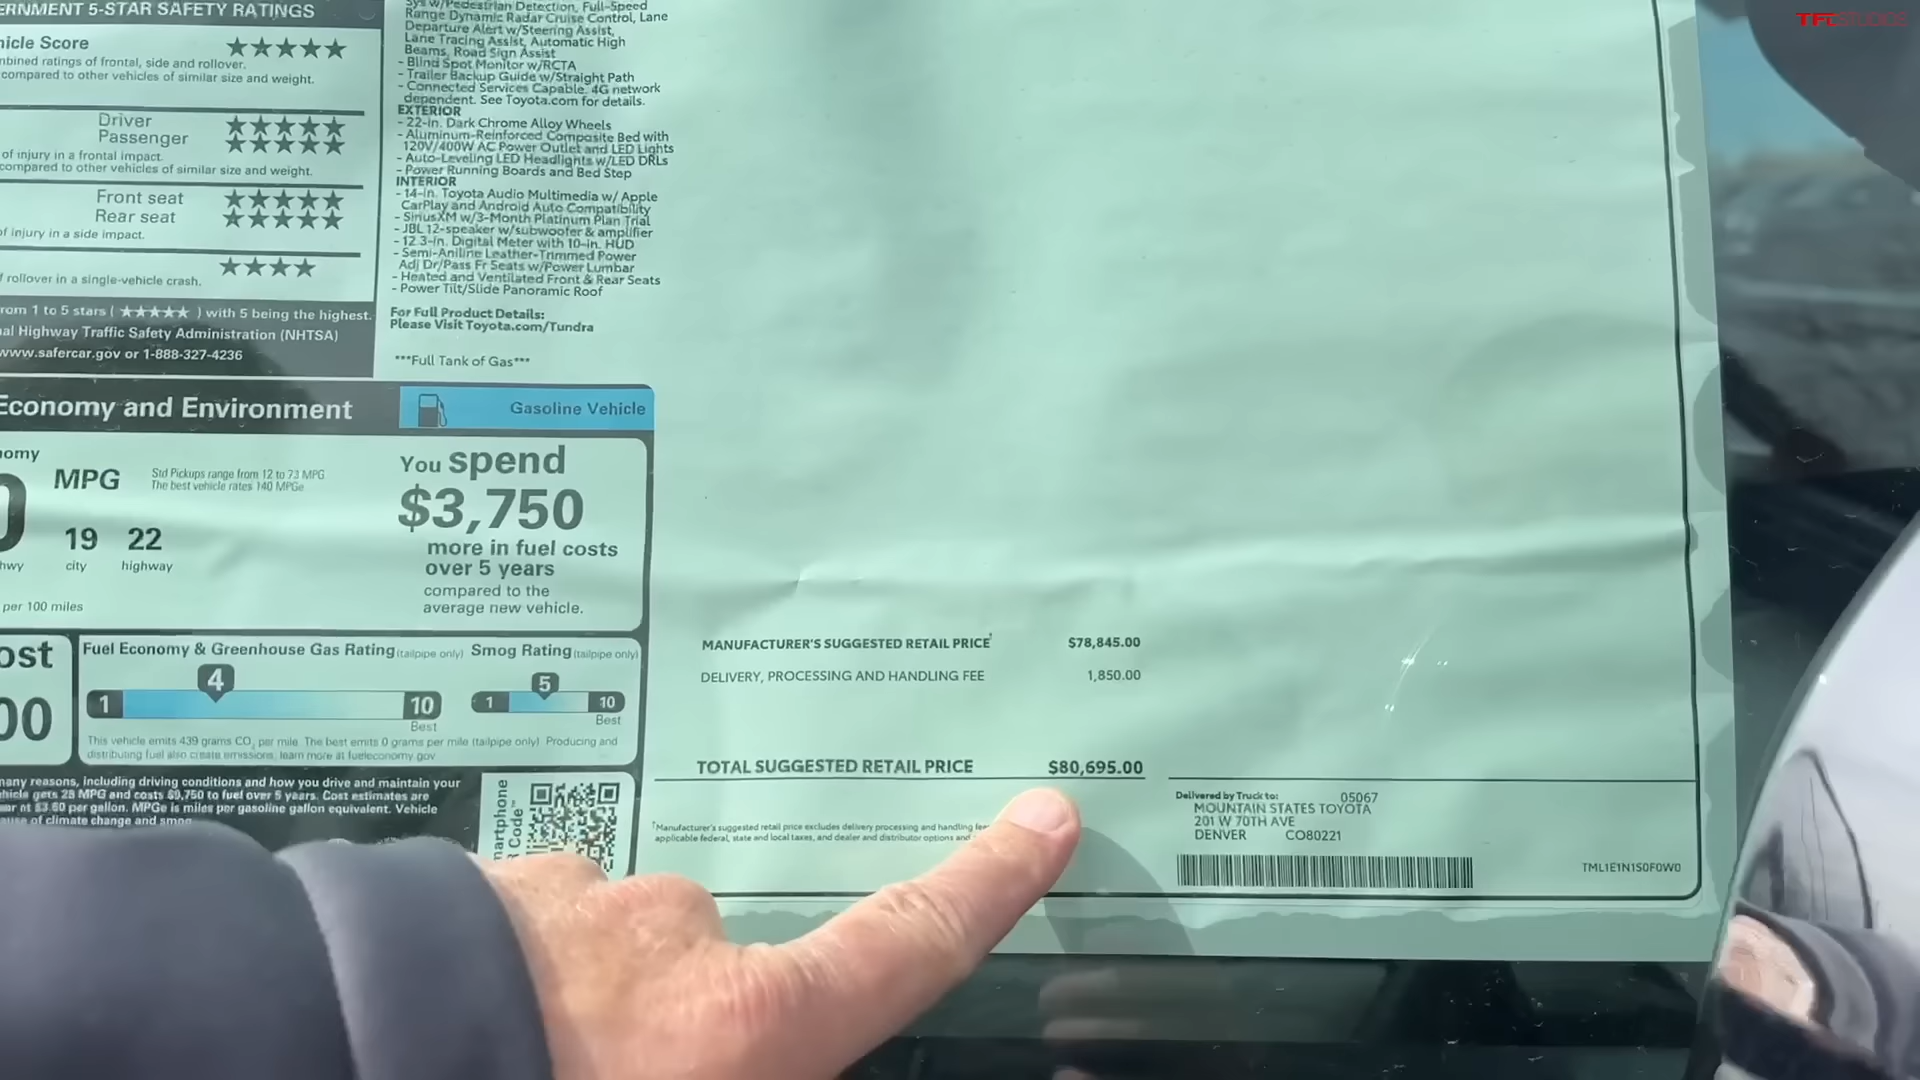 ERNMENT 5-STAR SAFETY RATINGS
hicle Score
mbined ratings of frontal, side and rollover.
compared to other vehicles of similar size and weight.
Driver
Passenger
of injury in a frontal impact.
compared to other vehicles of similar size and weight.
Front seat
Rear seat
of injury in a side impact.
f rollover in a single-vehicle crash.
rom 1 to 5 stars (★★★★★) with 5 being the highest.
al Highway Traffic Safety Administration (NHTSA)
www.safercar.gov or 1-888-327-4236
Sys w/Pedestrian Detection, Full-Speed
Range Dynamic Radar Cruise Control, Lane
Departure Alert w/Steering Assist,
Lane Tracing Assist, Automatic High
Beams, Road Sign Assist
- Blind Spot Monitor w/RCTA
- Trailer Backup Guide w/Straight Path
- Connected Services Capable. 4G network
dependent. See Toyota.com for details.
EXTERIOR
- 22-in. Dark Chrome Alloy Wheels
- Aluminum-Reinforced Composite Bed with
120V/400W AC Power Outlet and LED Lights
- Auto-Leveling LED Headlights w/LED DRLs
- Power Running Boards and Bed Step
INTERIOR
- 14-in. Toyota Audio Multimedia w/ Apple
CarPlay and Android Auto Compatibility
- SiriusXM w/3-Month Platinum Plan Trial
- JBL 12-speaker w/subwoofer & amplifier
- 12.3-in. Digital Meter with 10-in. HUD
- Semi-Aniline Leather-Trimmed Power
Adj Dr/Pass Fr Seats w/Power Lumbar
- Heated and Ventilated Front & Rear Seats
- Power Tilt/Slide Panoramic Roof
For Full Product Details:
Please Visit Toyota.com/Tundra
***Full Tank of Gas***
Economy and Environment
Gasoline Vehicle
nomy
0 MPG
Std Pickups range from 12 to 73 MPG
The best vehicle rates 140 MPGe
19 22
hwy city highway
per 100 miles
You spend
$3,750
more in fuel costs
over 5 years
compared to the
average new vehicle.
ost
00
Fuel Economy & Greenhouse Gas Rating (tailpipe only)
4
1 10
Best
Smog Rating (tailpipe only)
5
1 10
Best
This vehicle emits 439 grams CO2 per mile. The best emits 0 grams per mile (tailpipe only). Producing and
distributing fuel also create emissions; learn more at fueleconomy.gov
many reasons, including driving conditions and how you drive and maintain your
hicle gets 28 MPG and costs $9,750 to fuel over 5 years. Cost estimates are
ear at $3.60 per gallon. MPGe is miles per gasoline gallon equivalent. Vehicle
ause of climate change and smog
martphone
R Code™
MANUFACTURER'S SUGGESTED RETAIL PRICE† $78,845.00
DELIVERY, PROCESSING AND HANDLING FEE 1,850.00
TOTAL SUGGESTED RETAIL PRICE $80,695.00
†Manufacturer's suggested retail price excludes delivery processing and handling fee
applicable federal, state and local taxes, and dealer and distributor options and
Delivered by Truck to: 05067
MOUNTAIN STATES TOYOTA
201 W 70TH AVE
DENVER CO80221
TML1E1N1S0F0W0
TFLSTUDIOS